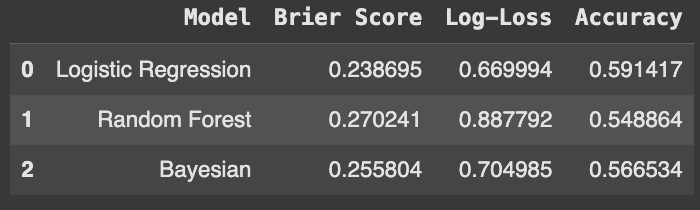 Model Brier Score Log-Loss Accuracy
0 Logistic Regression 0.238695 0.669994 0.591417
1 Random Forest 0.270241 0.887792 0.548864
2 Bayesian 0.255804 0.704985 0.566534